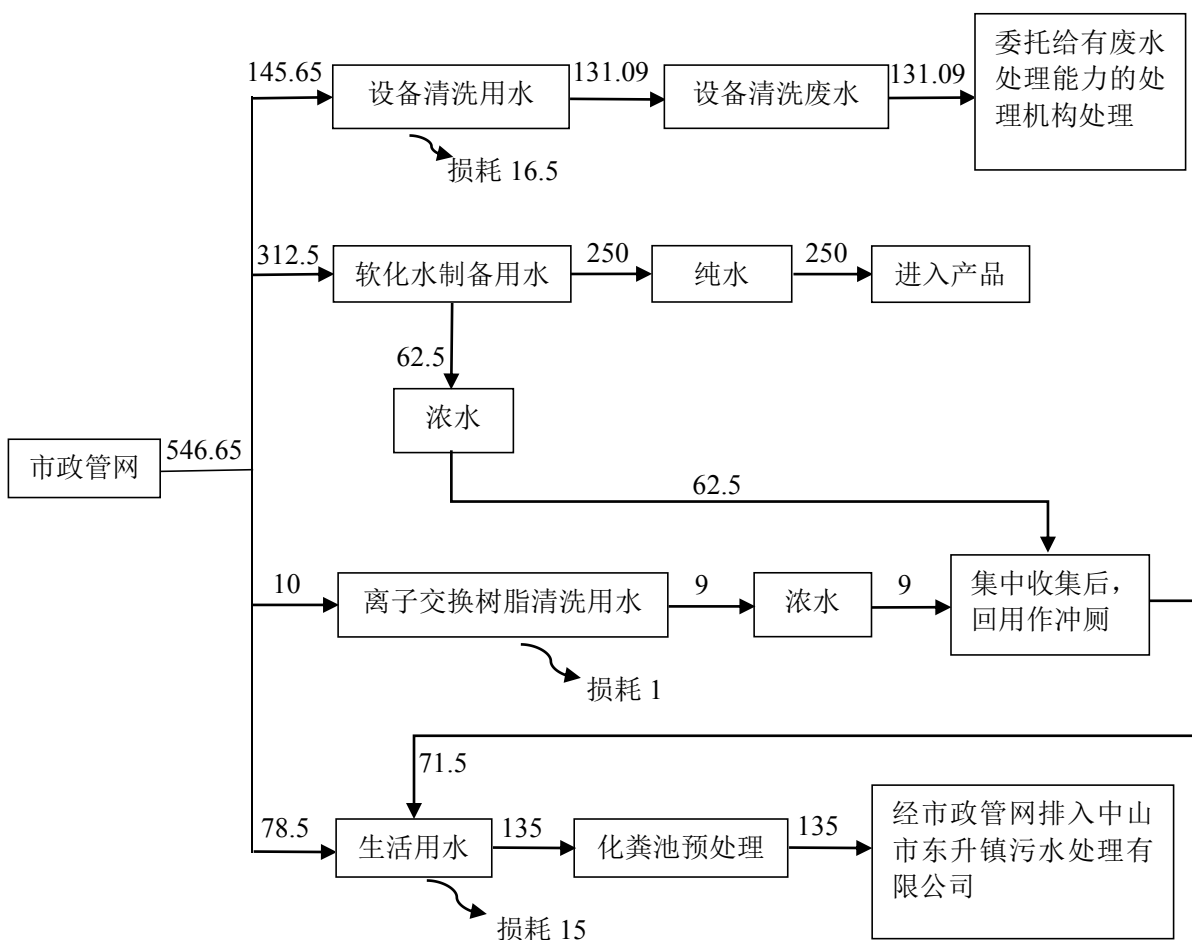 145.65
设备清洗用水
131.09
设备清洗废水
131.09
委托给有废水
处理能力的处
理机构处理
损耗 16.5
312.5
软化水制备用水
250
纯水
250
进入产品
62.5
浓水
市政管网
546.65
62.5
10
离子交换树脂清洗用水
9
浓水
9
集中收集后，
回用作冲厕
损耗 1
71.5
78.5
生活用水
135
化粪池预处理
135
经市政管网排入中山
市东升镇污水处理有
限公司
损耗 15